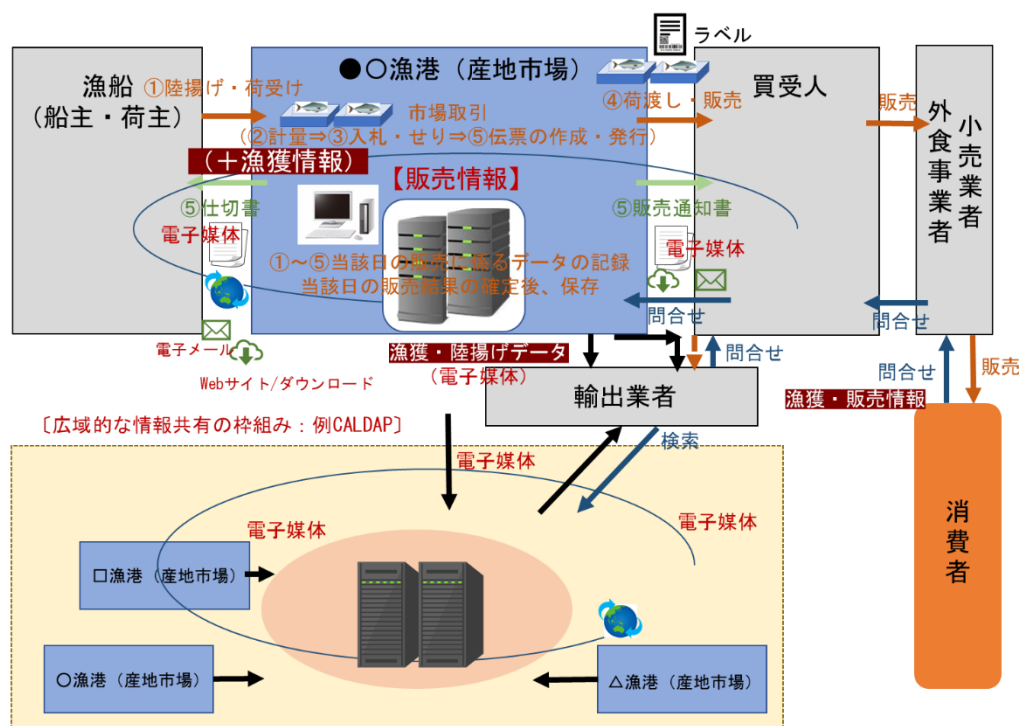 ラベル
漁船
(船主・荷主)
①陸揚げ・荷受け
●○漁港（産地市場）
市場取引
(②計量⇒③入札・せり⇒⑤伝票の作成・発行)
④荷渡し・販売
買受人
販売
外食事業者
小売業者
(＋漁獲情報)
【販売情報】
⑤仕切書
電子媒体
⑤販売通知書
電子媒体
①～⑤当該日の販売に係るデータの記録
当該日の販売結果の確定後、保存
問合せ
問合せ
電子メール
Webサイト/ダウンロード
漁獲・陸揚げデータ
(電子媒体)
問合せ
輸出業者
問合せ
販売
漁獲・販売情報
〔広域的な情報共有の枠組み：例CALDAP〕
検索
電子媒体
電子媒体
電子媒体
消費者
□漁港（産地市場）
○漁港（産地市場）
△漁港（産地市場）